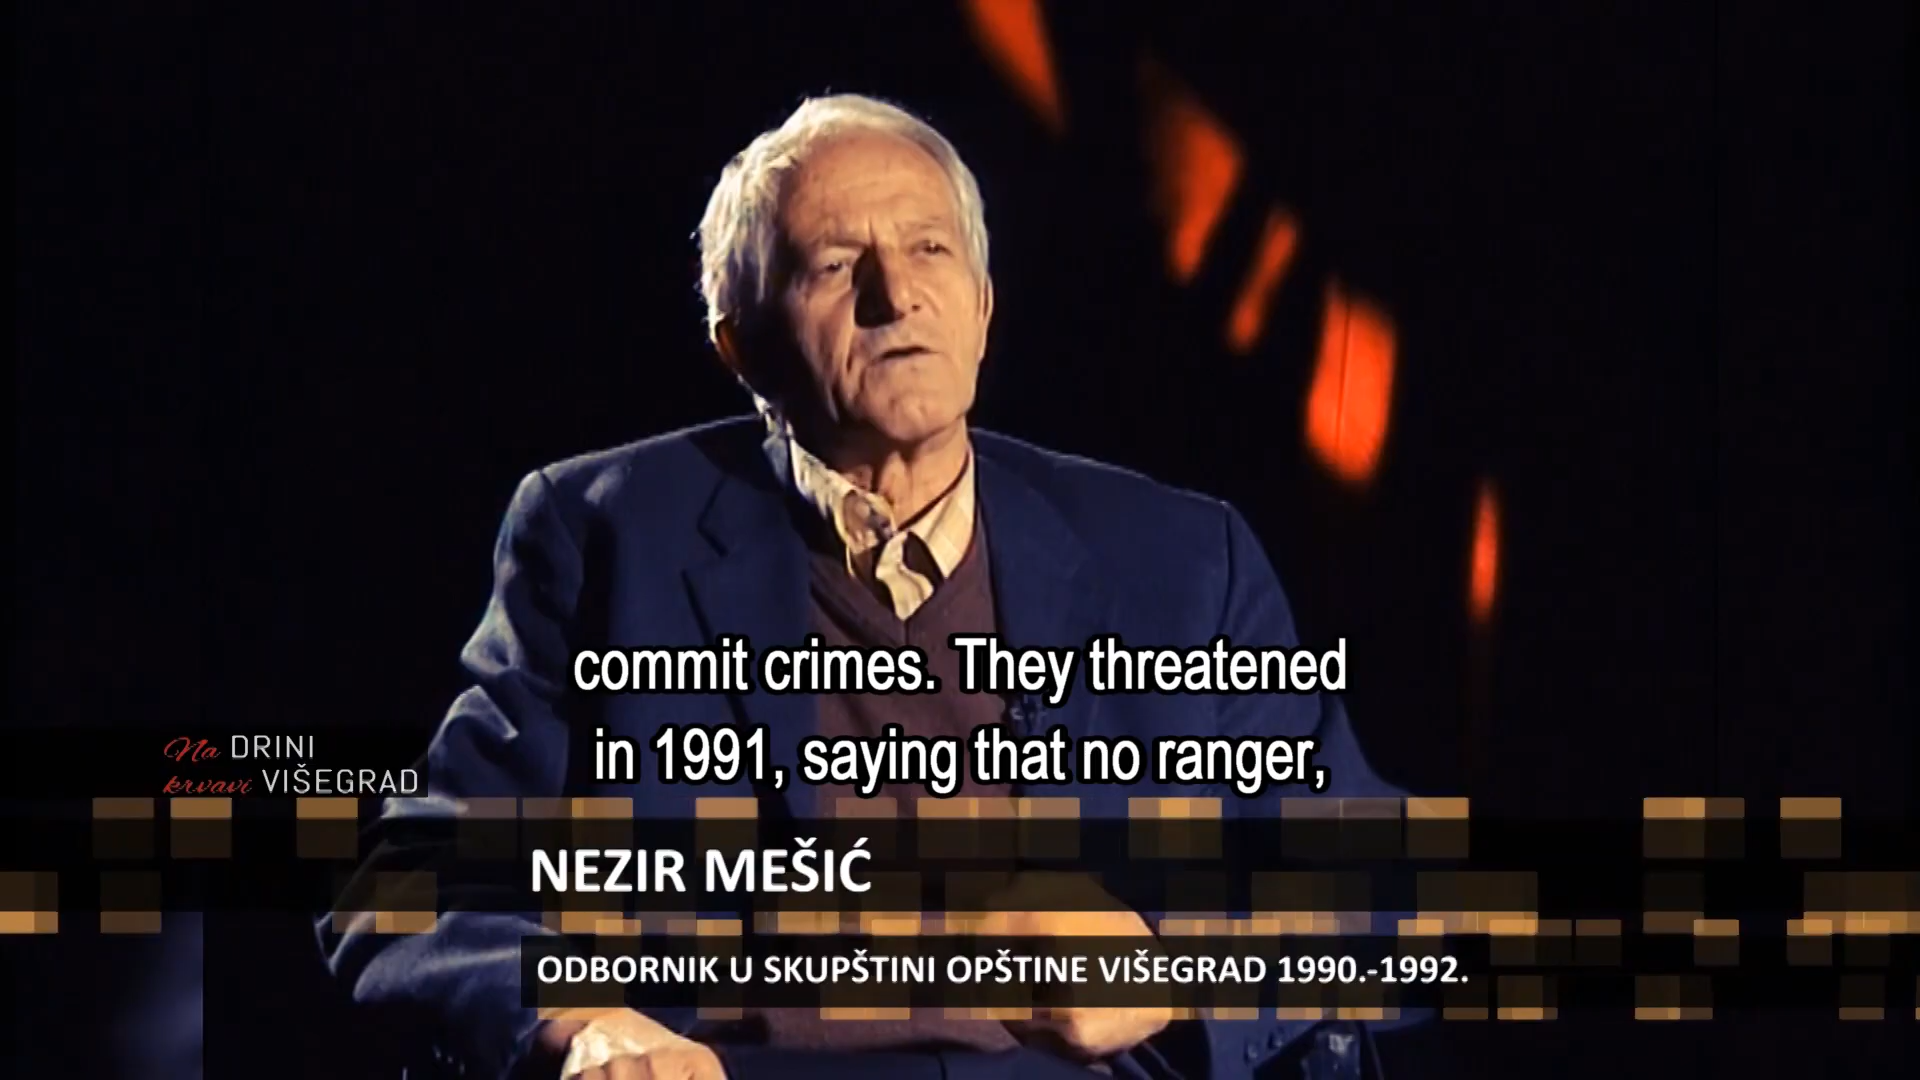 commit crimes. They threatened
in 1991, saying that no ranger,
Na DRINI
krvavi VIŠEGRAD
NEZIR MEŠIĆ
ODBORNIK U SKUPŠTINI OPŠTINE VIŠEGRAD 1990.-1992.